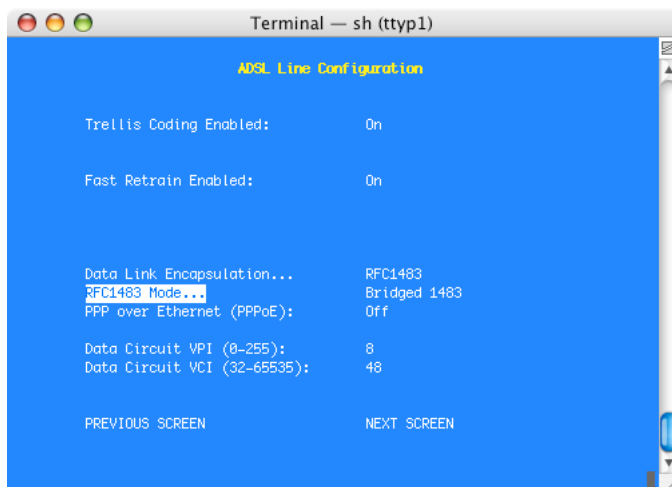 Terminal — sh (ttyp1)
ADSL Line Configuration
Trellis Coding Enabled: On
Fast Retrain Enabled: On
Data Link Encapsulation... RFC1483
RFC1483 Mode... Bridged 1483
PPP over Ethernet (PPPoE): Off
Data Circuit VPI (0-255): 8
Data Circuit VCI (32-65535): 48
PREVIOUS SCREEN NEXT SCREEN